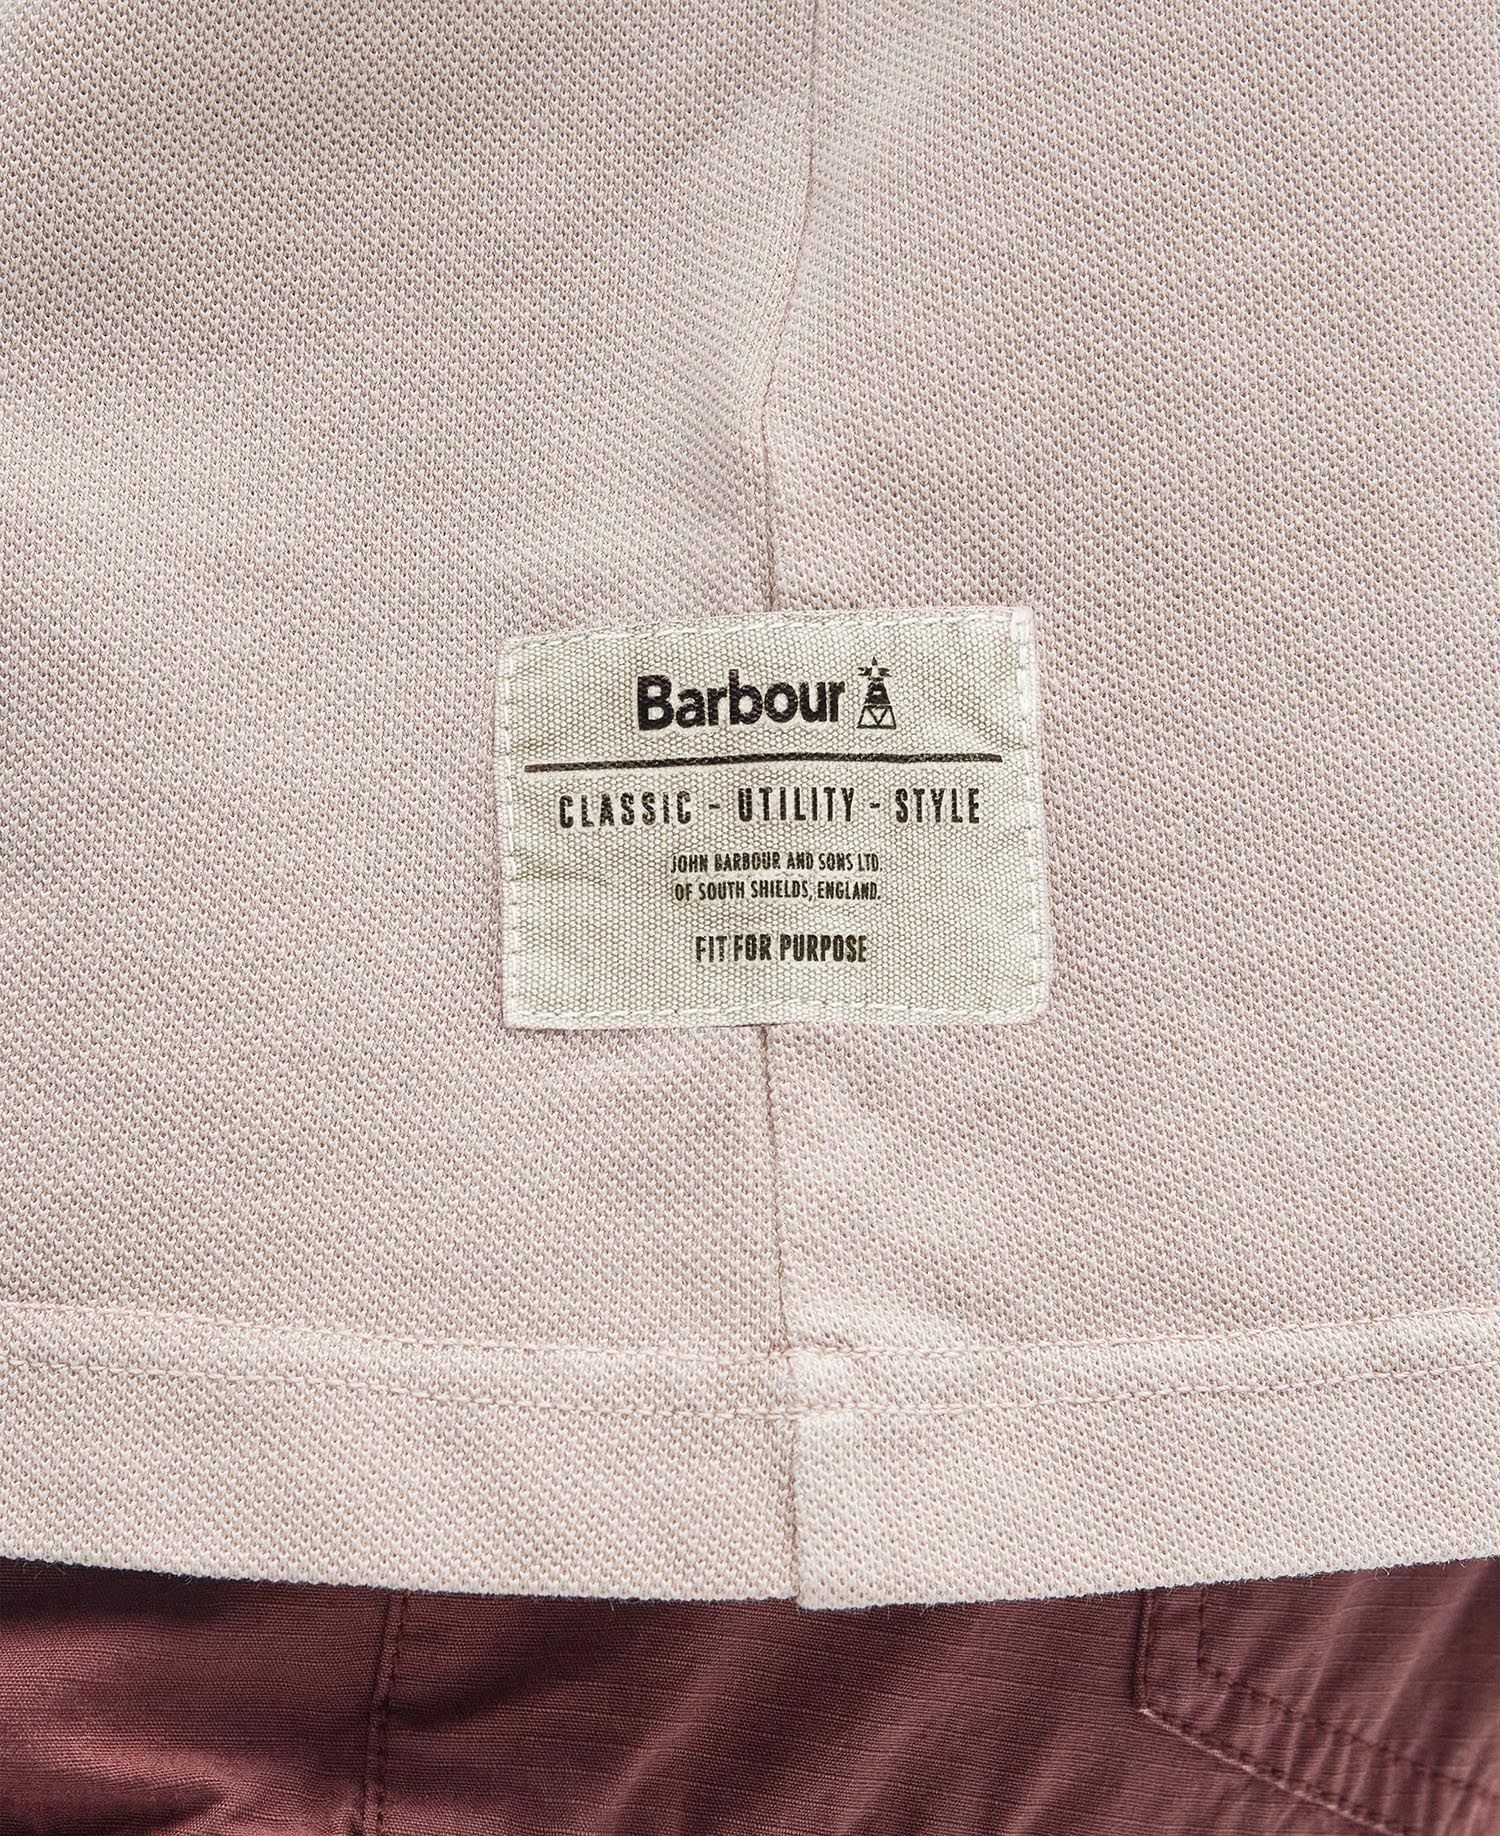 Barbour
CLASSIC - UTILITY - STYLE
JOHN BARBOUR AND SONS LTD.
OF SOUTH SHIELDS, ENGLAND.
FIT FOR PURPOSE